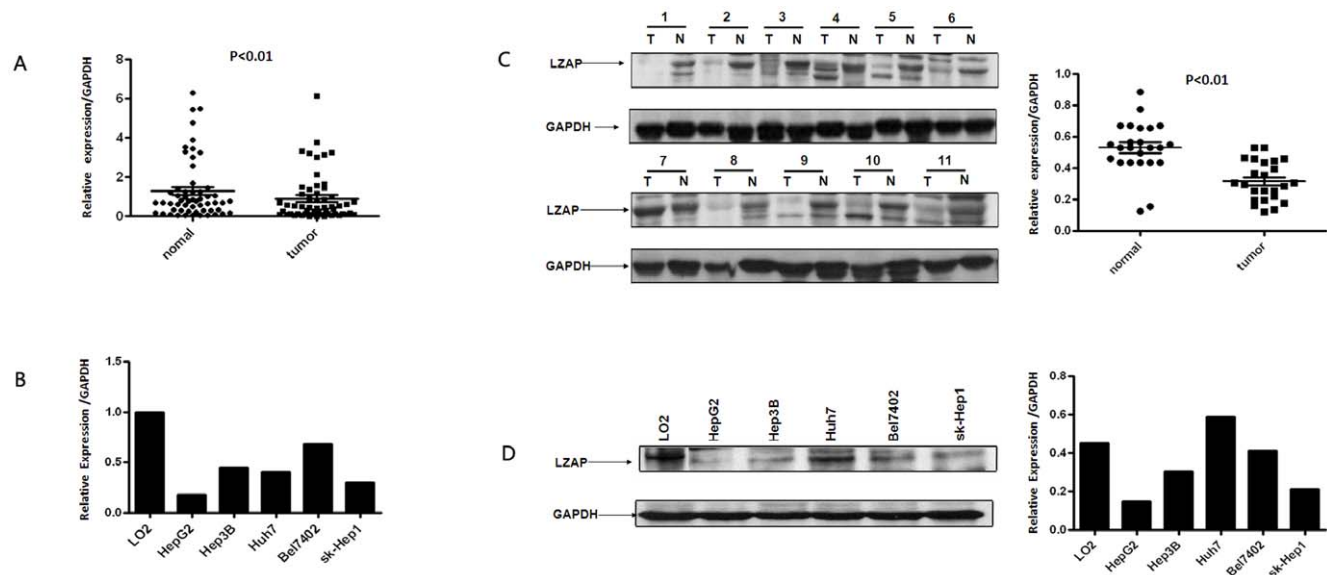 A
P<0.01
Relative expression/GAPDH
8
6
4
2
0
nomal
tumor
B
Relative Expression /GAPDH
1.5
1.0
0.5
0.0
LO2
HepG2
Hep3B
Huh7
Bel7402
sk-Hep1
C
1 2 3 4 5 6
T N T N T N T N T N T N
LZAP
GAPDH
7 8 9 10 11
T N T N T N T N T N
LZAP
GAPDH
P<0.01
Relative expression/GAPDH
1.0
0.8
0.6
0.4
0.2
0.0
normal
tumor
D
LO2
HepG2
Hep3B
Huh7
Bel7402
sk-Hep1
LZAP
GAPDH
Relative Expression /GAPDH
0.8
0.6
0.4
0.2
0.0
LO2
HepG2
Hep3B
Huh7
Bel7402
sk-Hep1